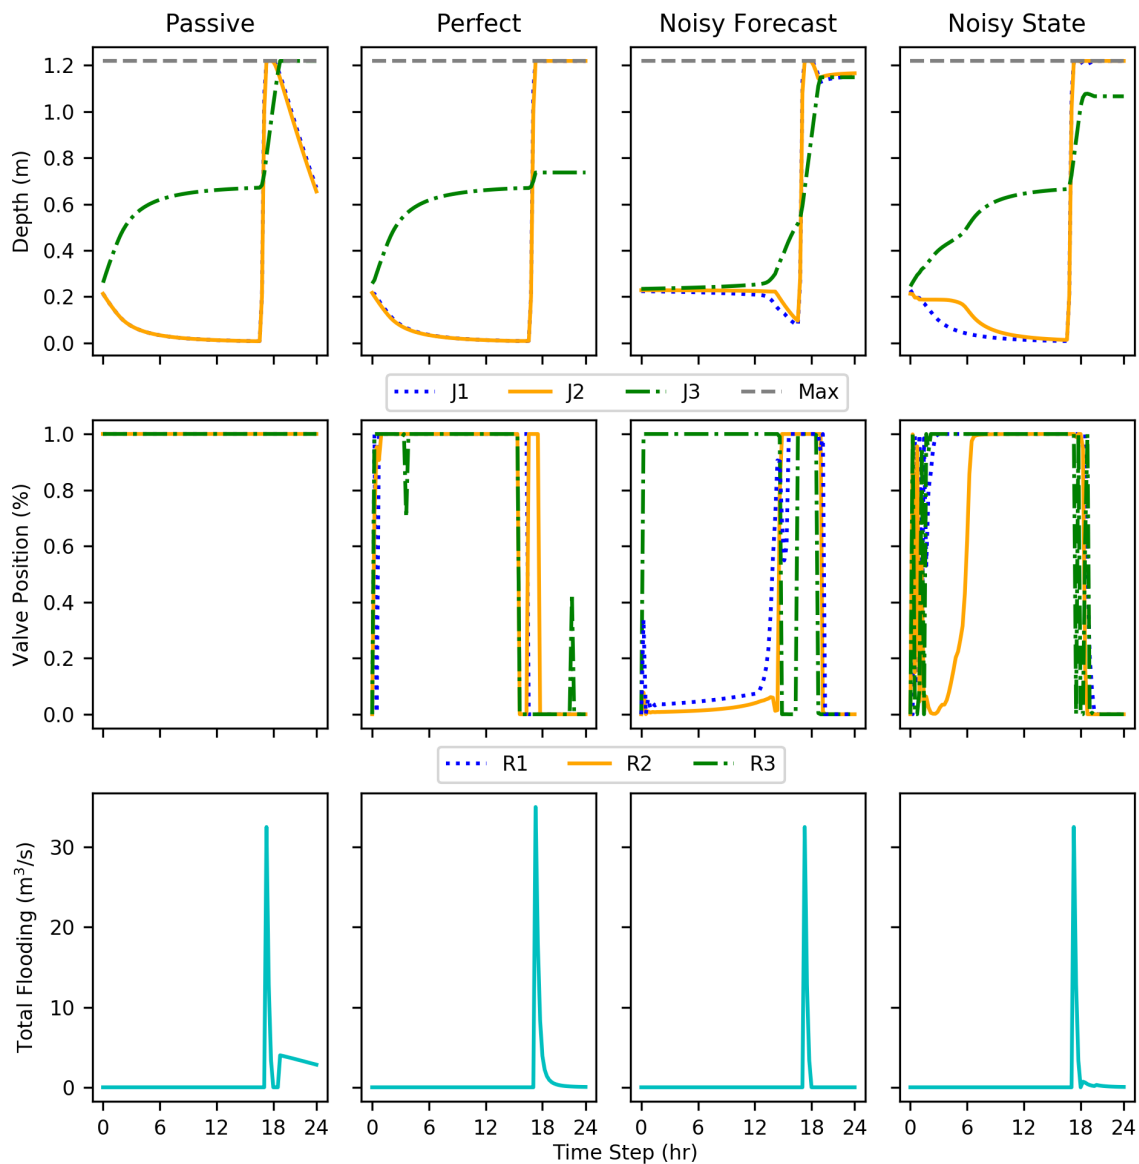 Passive Perfect Noisy Forecast Noisy State
Depth (m)
1.2
1.0
0.8
0.6
0.4
0.2
0.0
J1 J2 J3 Max
Valve Position (%)
1.0
0.8
0.6
0.4
0.2
0.0
R1 R2 R3
Total Flooding (m³/s)
30
20
10
0
0 6 12 18 24 0 6 12 18 24 0 6 12 18 24 0 6 12 18 24
Time Step (hr)